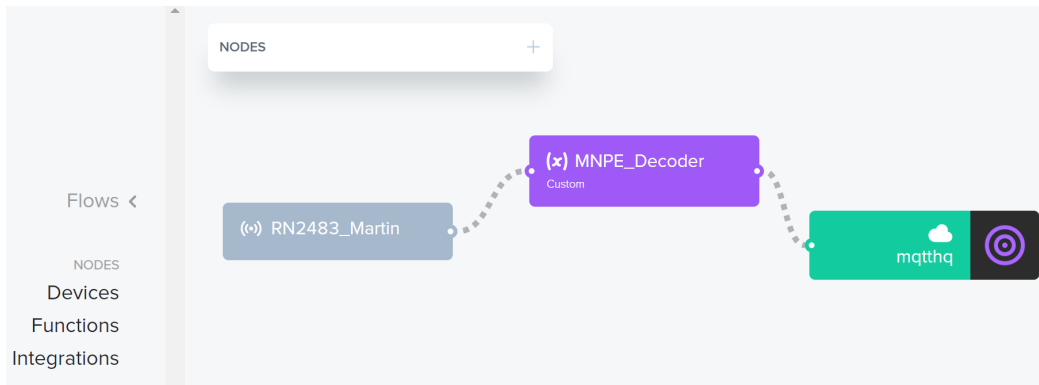 NODES
Flows
NODES
Devices
Functions
Integrations
RN2483_Martin
(x) MNPE_Decoder
Custom
mqtthq